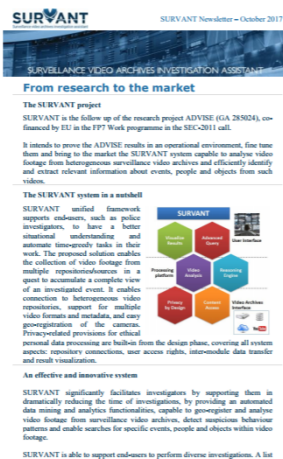 SURVANT
SURVANT Newsletter – October 2017
SURVEILLANCE VIDEO ARCHIVES INVESTIGATION ASSISTANT
From research to the market
The SURVANT project
SURVANT is the follow up of the research project ADVISE (GA 285024), co-
financed by EU in the FP7 Work programme in the SEC-2011 call.
It intends to prove the ADVISE results in an operational environment, fine tune
them and bring to the market the SURVANT system capable to analyse video
footage from heterogeneous surveillance video archives and efficiently identify
and extract relevant information about events, people and objects from such
videos.
The SURVANT system in a nutshell
SURVANT unified framework
supports end-users, such as police
investigators, to have a better
situational understanding and
automate time-greedy tasks in their
work. The proposed solution enables
the collection of video footage from
multiple repositories/sources in a
quest to accumulate a complete view
of an investigated event. It enables
connection to heterogeneous video
repositories, support for multiple
video formats and metadata, and easy
geo-registration of the cameras.
Privacy-related provisions for ethical
personal data processing are built-in from the design phase, covering all system
aspects: repository connections, user access rights, inter-module data transfer
and result visualization.
SURVANT
Visualise
Results
Advanced
Query
User Interface
Processing
platform
Video
Analysis
Reasoning
Engine
Privacy
by Design
Content
Access
Video Archives
Interface
An effective and innovative system
SURVANT significantly facilitates investigators by supporting them in
dramatically reducing the time of investigations, by providing an automated
data mining and analytics functionalities, capable to geo-register and analyse
video footage from surveillance video archives, detect suspicious behaviour
patterns and enable searches for specific events, people and objects within video
footage.
SURVANT is able to support end-users to perform diverse investigations. A list